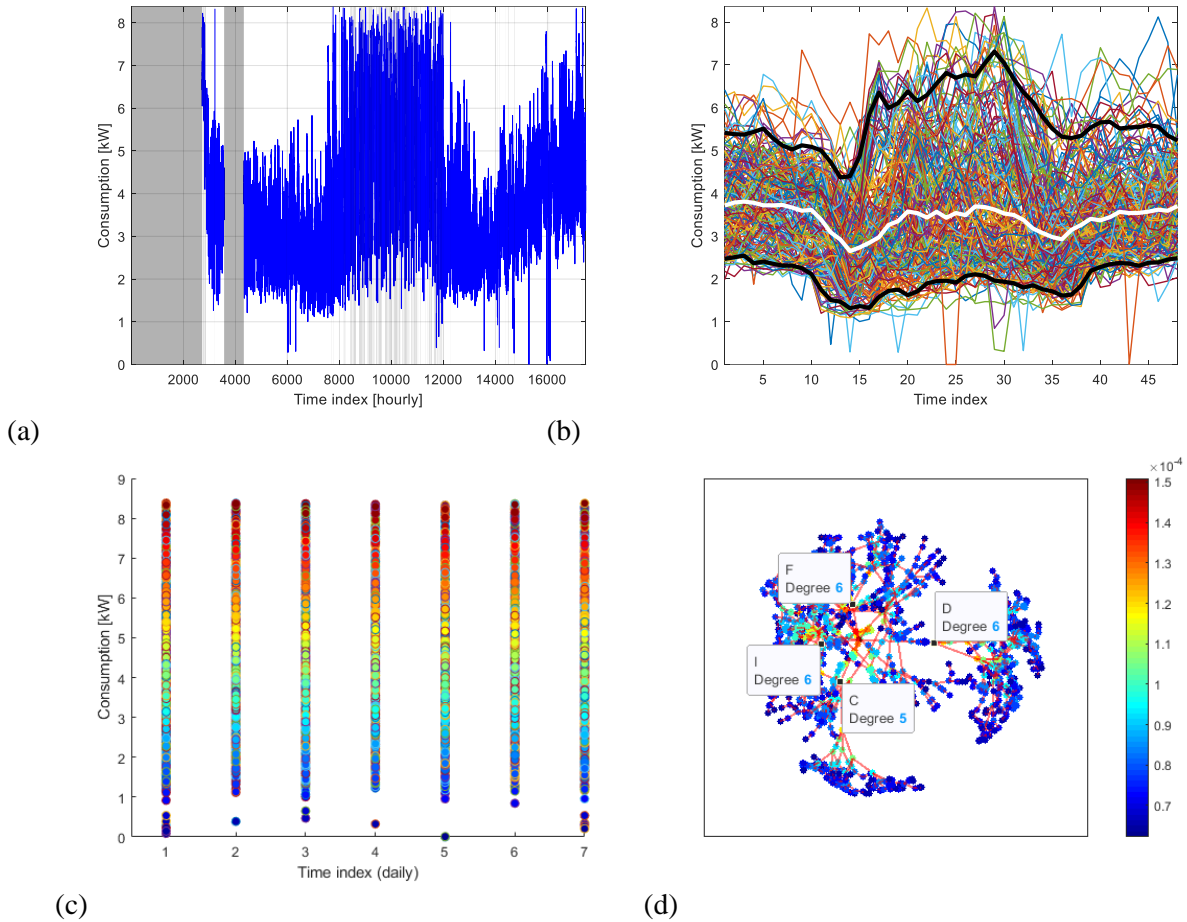 8
7
6
5
4
3
2
1
0
Consumption [kW]
2000 4000 6000 8000 10000 12000 14000 16000
Time index [hourly]
(a)
8
7
6
5
4
3
2
1
0
Consumption [kW]
5 10 15 20 25 30 35 40 45
Time index
(b)
9
8
7
6
5
4
3
2
1
0
Consumption [kW]
1 2 3 4 5 6 7
Time index (daily)
(c)
F
Degree 6
D
Degree 6
I
Degree 6
C
Degree 5
×10⁻⁴
1.5
1.4
1.3
1.2
1.1
1
0.9
0.8
0.7
(d)